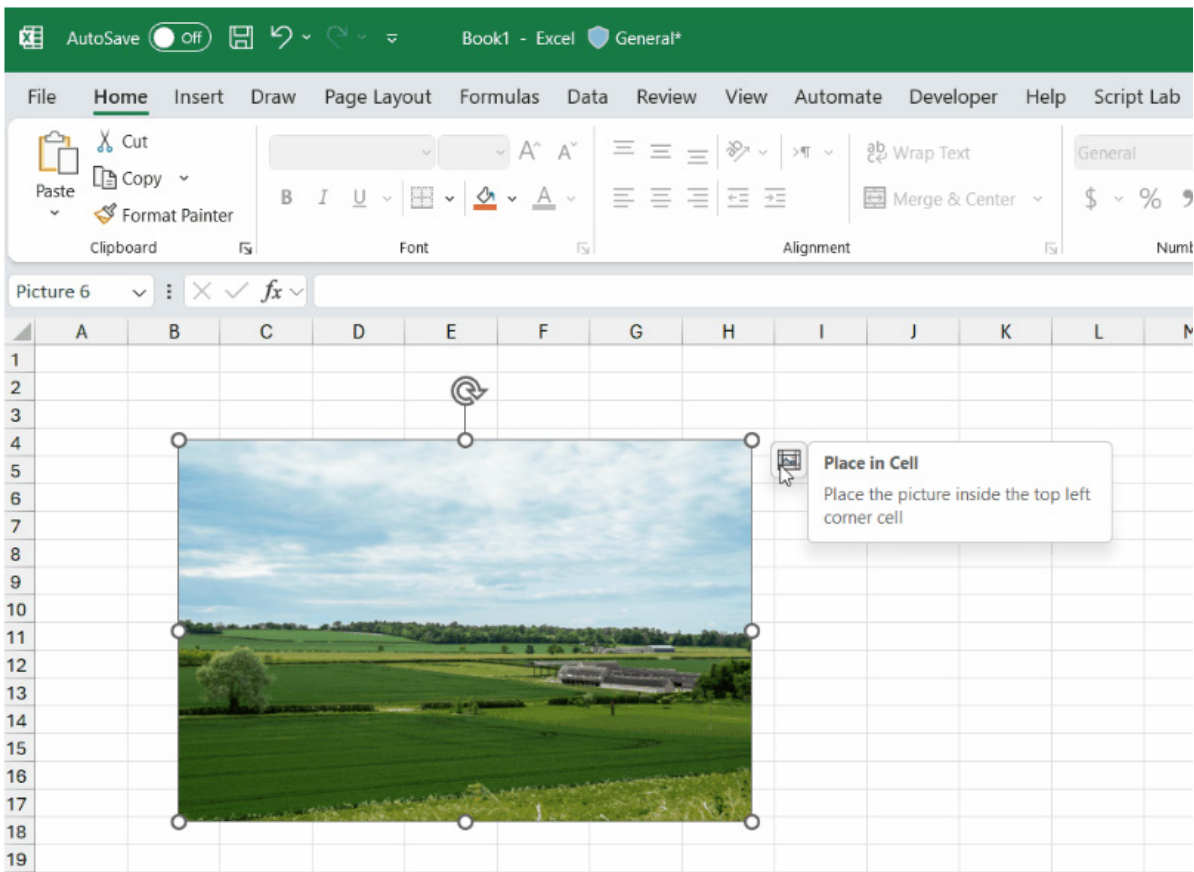 AutoSave Off Book1 - Excel General*
File Home Insert Draw Page Layout Formulas Data Review View Automate Developer Help Script Lab
Cut
Copy
Paste
Format Painter
Clipboard
B I U A
Font
A^ Aˇ
Wrap Text
Merge & Center
Alignment
General
$ %
Picture 6 fx
A B C D E F G H I J K L
1
2
3
4
5
6
7
8
9
10
11
12
13
14
15
16
17
18
19
Place in Cell
Place the picture inside the top left
corner cell